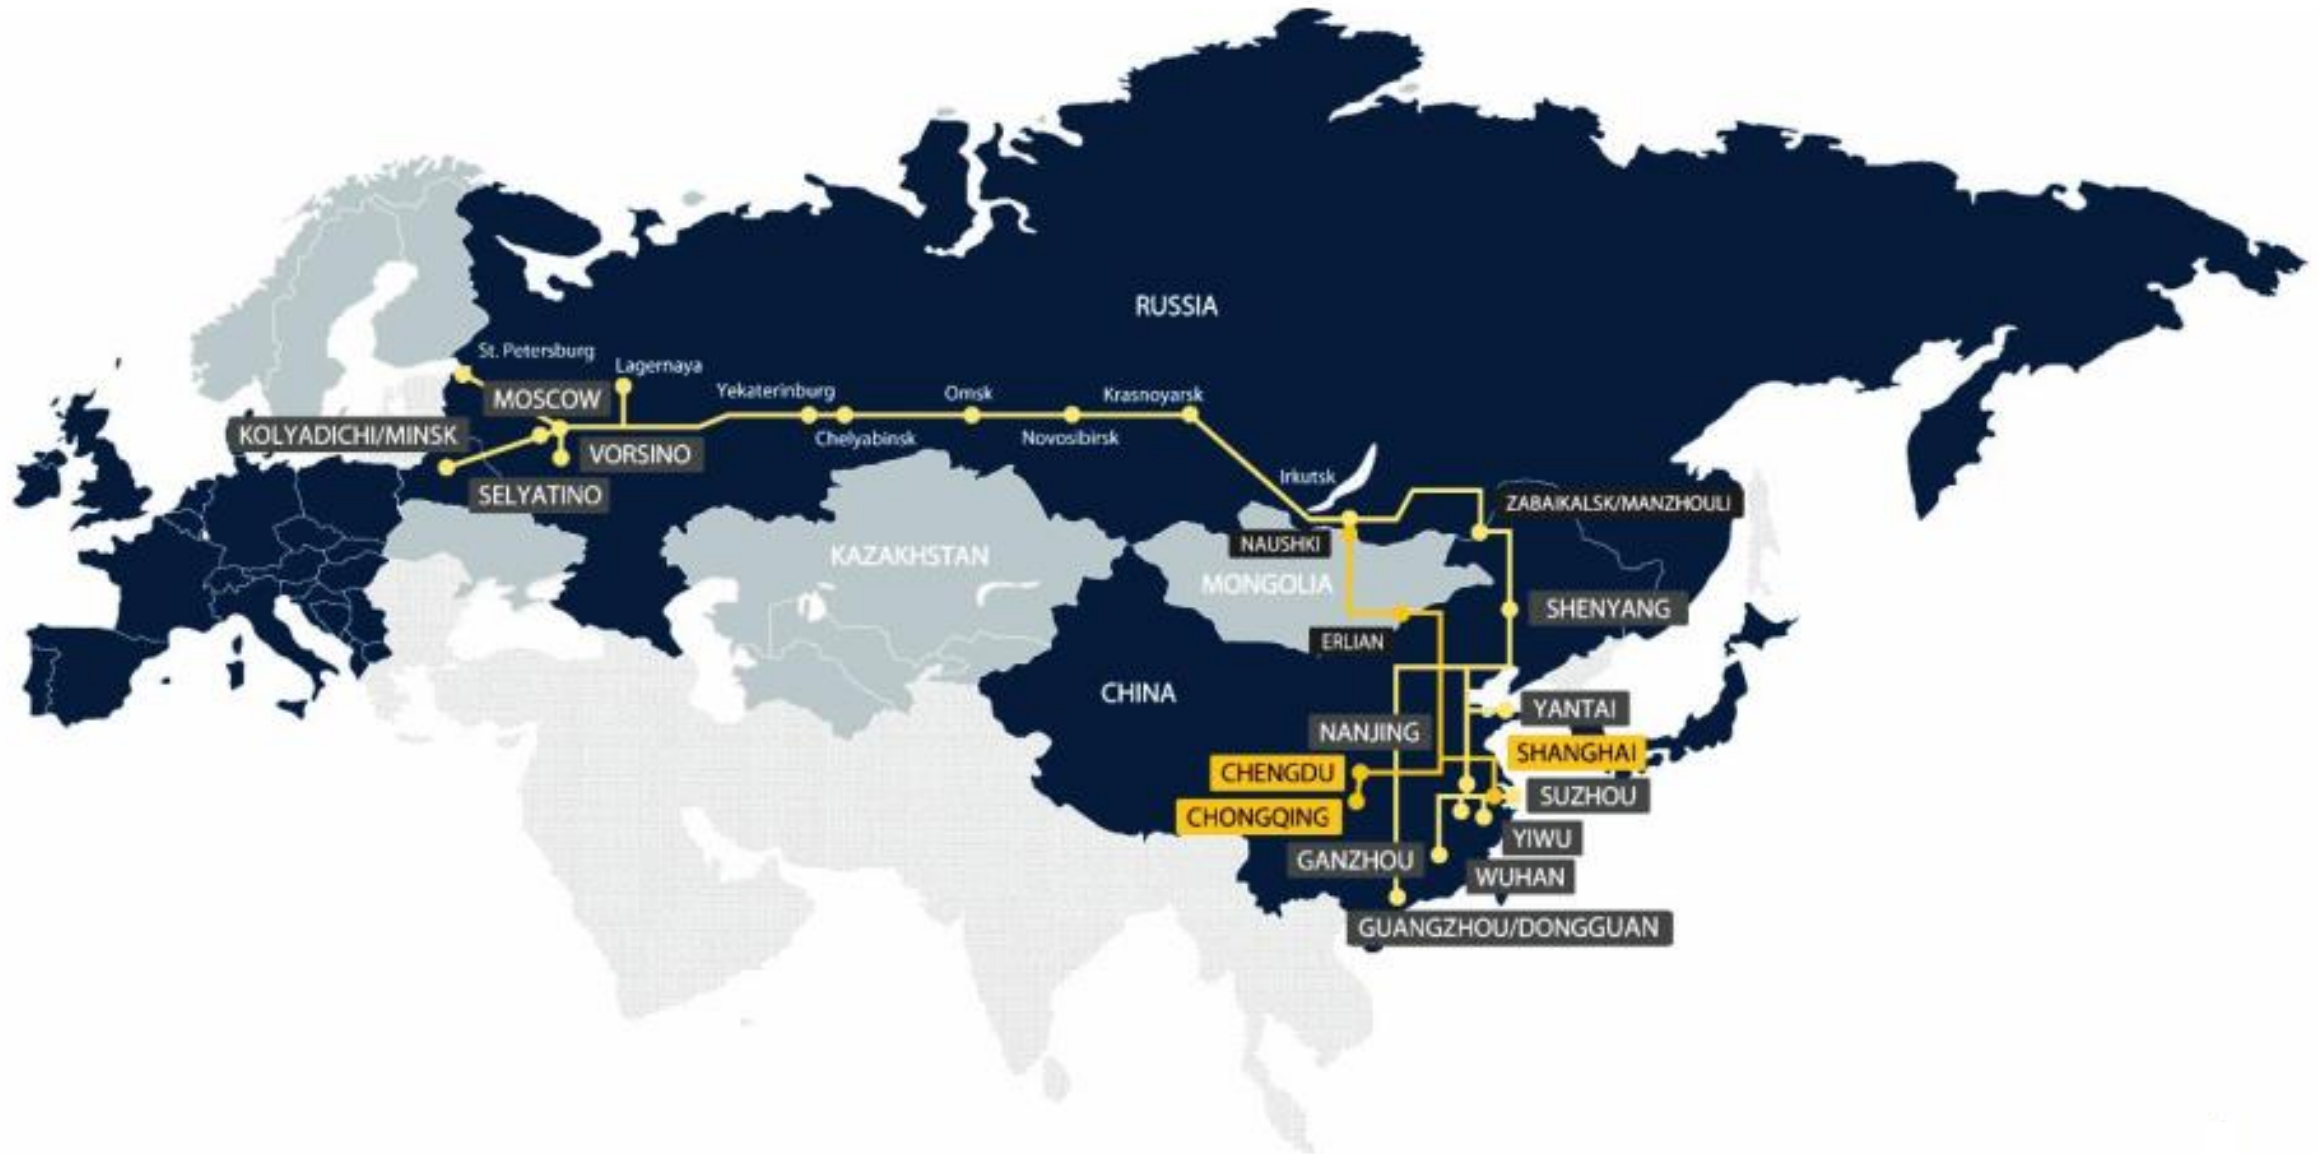 RUSSIA
St. Petersburg
Lagernaya
MOSCOW
Yekaterinburg
Omsk
Krasnoyarsk
KOLYADICHI/MINSK
Chelyabinsk
Novosibirsk
VORSINO
Irkutsk
SELYATINO
ZABAIKALSK/MANZHOULI
NAUSHKI
KAZAKHSTAN
MONGOLIA
SHENYANG
ERLIAN
CHINA
YANTAI
NANJING
SHANGHAI
CHENGDU
SUZHOU
CHONGQING
YIWU
GANZHOU
WUHAN
GUANGZHOU/DONGGUAN